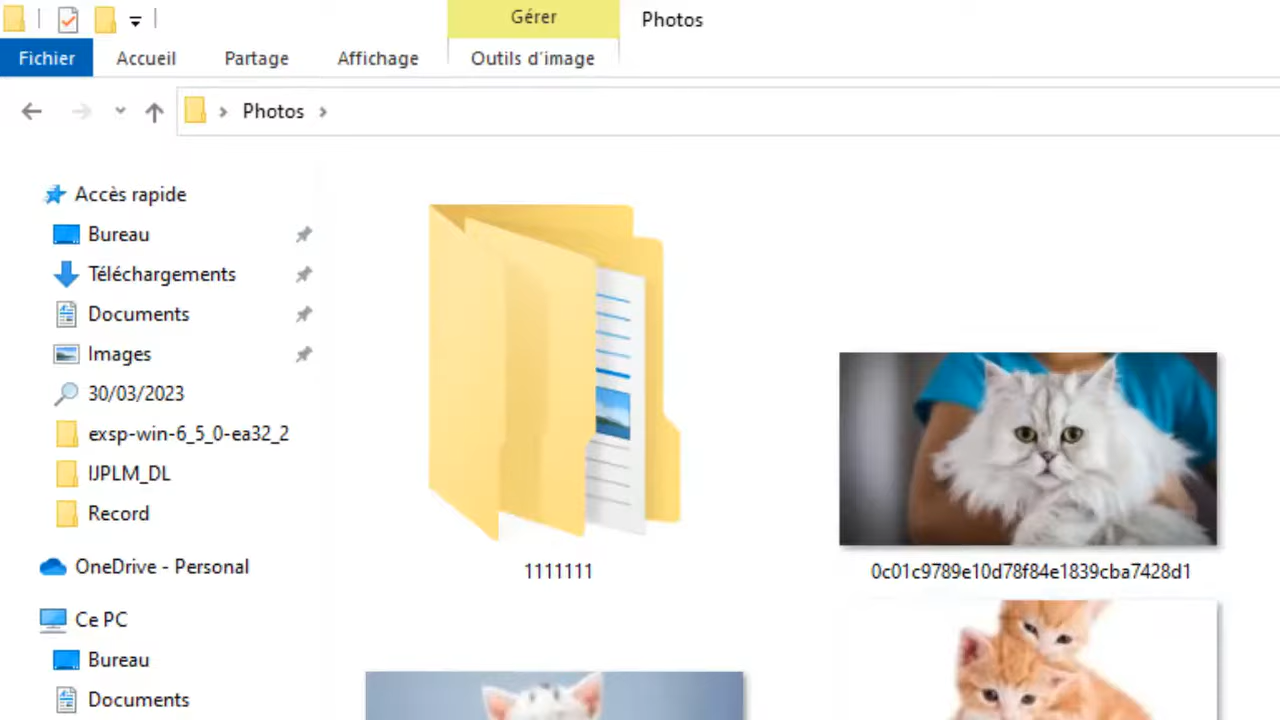 Gérer
Photos
Fichier
Accueil
Partage
Affichage
Outils d'image
Photos
Accès rapide
Bureau
Téléchargements
Documents
Images
30/03/2023
exsp-win-6_5_0-ea32_2
IJPLM_DL
Record
OneDrive - Personal
Ce PC
Bureau
Documents
1111111
0c01c9789e10d78f84e1839cba7428d1